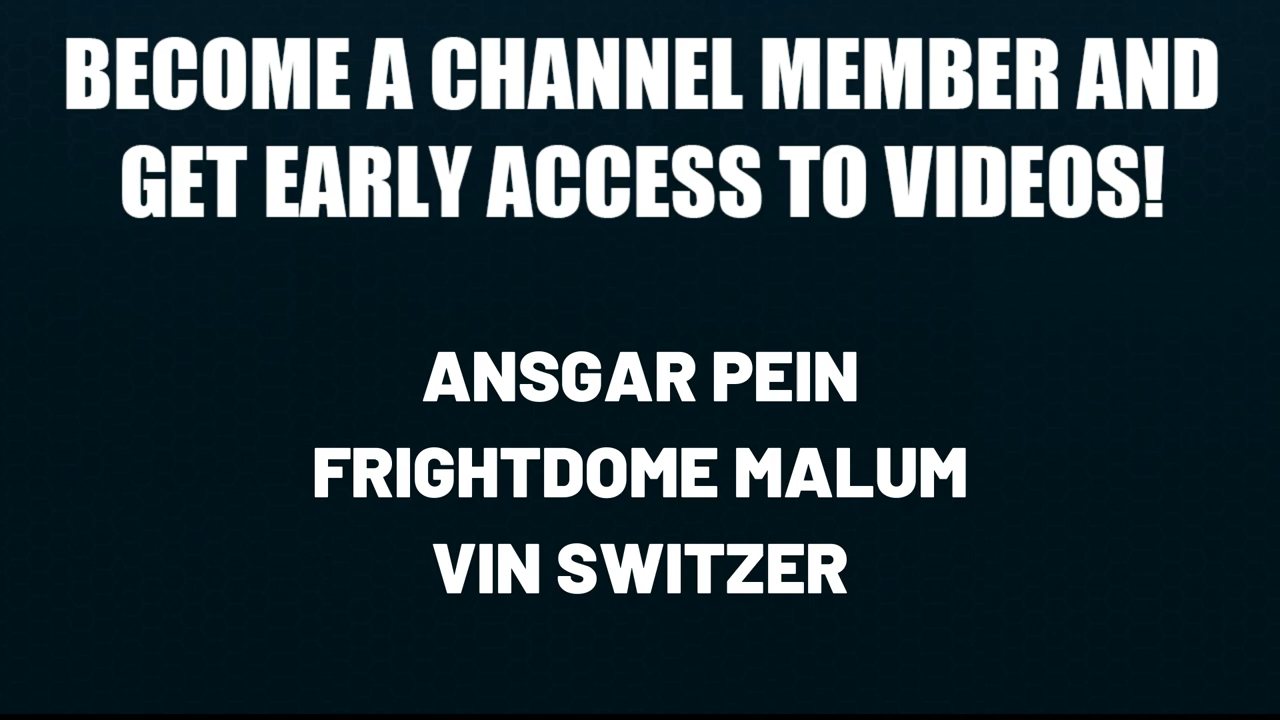 BECOME A CHANNEL MEMBER AND
GET EARLY ACCESS TO VIDEOS!
ANSGAR PEIN
FRIGHTDOME MALUM
VIN SWITZER